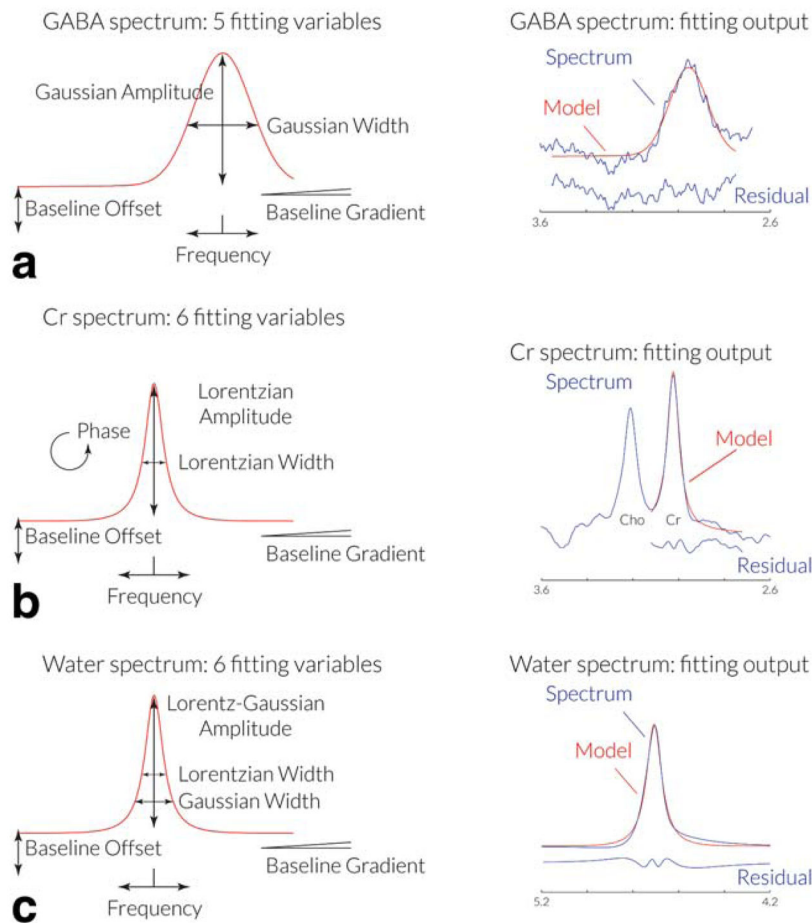 GABA spectrum: 5 fitting variables
Gaussian Amplitude
Gaussian Width
Baseline Offset
Baseline Gradient
Frequency
a
GABA spectrum: fitting output
Spectrum
Model
Residual
3.6
2.6
Cr spectrum: 6 fitting variables
Lorentzian
Amplitude
Phase
Lorentzian Width
Baseline Offset
Baseline Gradient
Frequency
b
Cr spectrum: fitting output
Spectrum
Model
Cho
Cr
Residual
3.6
2.6
Water spectrum: 6 fitting variables
Lorentz-Gaussian
Amplitude
Lorentzian Width
Gaussian Width
Baseline Offset
Baseline Gradient
Frequency
c
Water spectrum: fitting output
Spectrum
Model
Residual
5.2
4.2